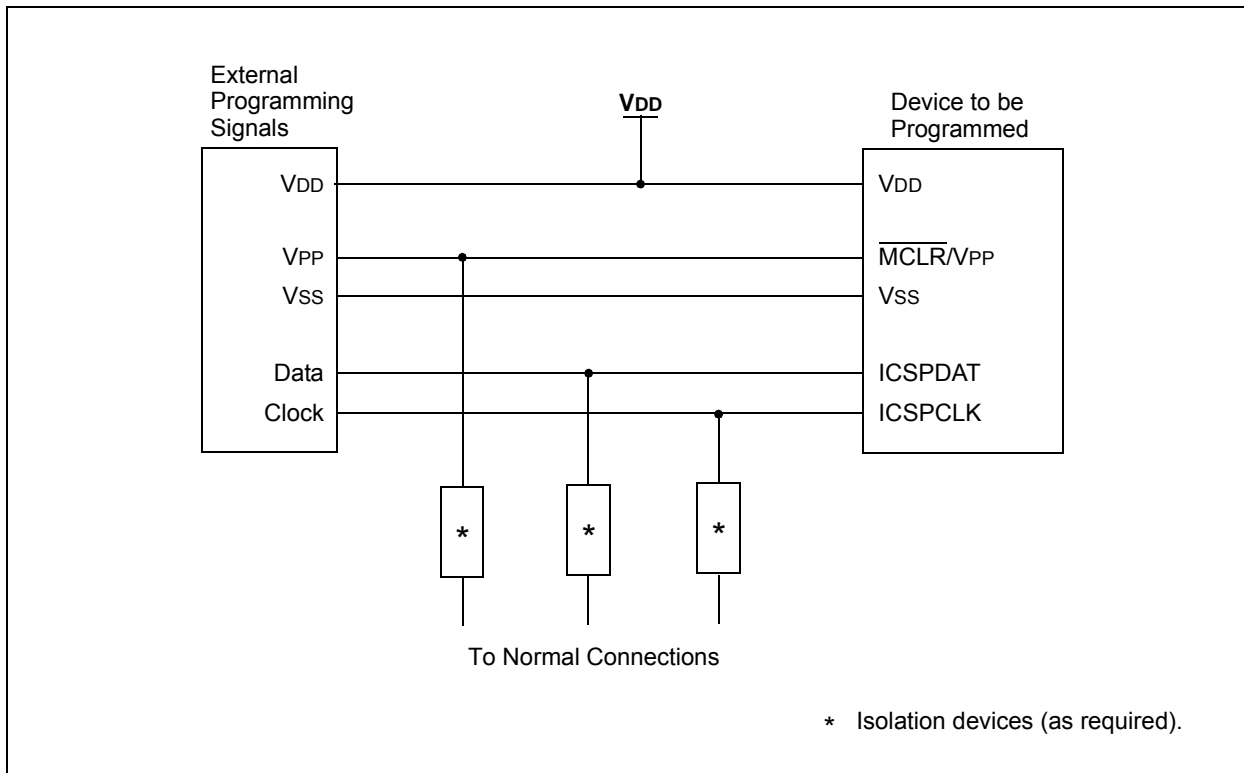 External
Programming
Signals
VDD
Device to be
Programmed
VDD
VDD
VPP
MCLR/VPP
VSS
VSS
Data
ICSPDAT
Clock
ICSPCLK
*
*
*
To Normal Connections
* Isolation devices (as required).